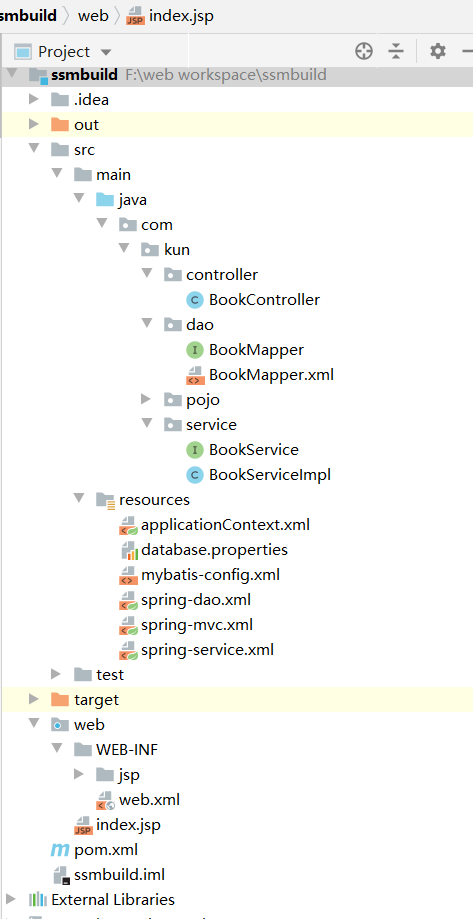 ssmbuild web index.jsp
Project
ssmbuild F:\web workspace\ssmbuild
.idea
out
src
main
java
com
kun
controller
C BookController
dao
I BookMapper
BookMapper.xml
pojo
service
I BookService
C BookServiceImpl
resources
applicationContext.xml
database.properties
mybatis-config.xml
spring-dao.xml
spring-mvc.xml
spring-service.xml
test
target
web
WEB-INF
jsp
web.xml
JSP index.jsp
m pom.xml
ssmbuild.iml
External Libraries